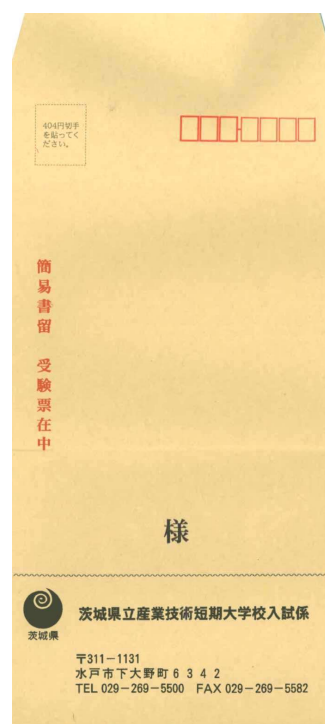 404円切手
を貼ってく
ださい。
簡易書留 受験票在中
様
茨城県
茨城県立産業技術短期大学校入試係
〒311-1131
水戸市下大野町6342
TEL 029-269-5500 FAX 029-269-5582